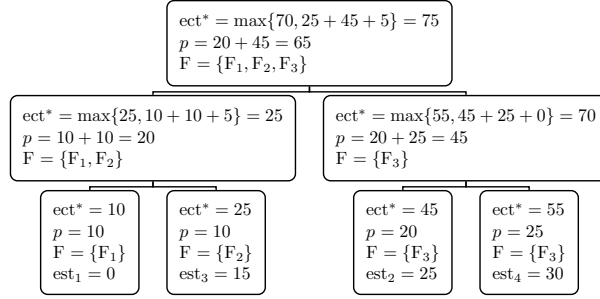 ect* = max{70, 25 + 45 + 5} = 75
p = 20 + 45 = 65
F = {F₁, F₂, F₃}
ect* = max{25, 10 + 10 + 5} = 25
p = 10 + 10 = 20
F = {F₁, F₂}
ect* = max{55, 45 + 25 + 0} = 70
p = 20 + 25 = 45
F = {F₃}
ect* = 10
p = 10
F = {F₁}
est₁ = 0
ect* = 25
p = 10
F = {F₂}
est₃ = 15
ect* = 45
p = 20
F = {F₃}
est₂ = 25
ect* = 55
p = 25
F = {F₃}
est₄ = 30